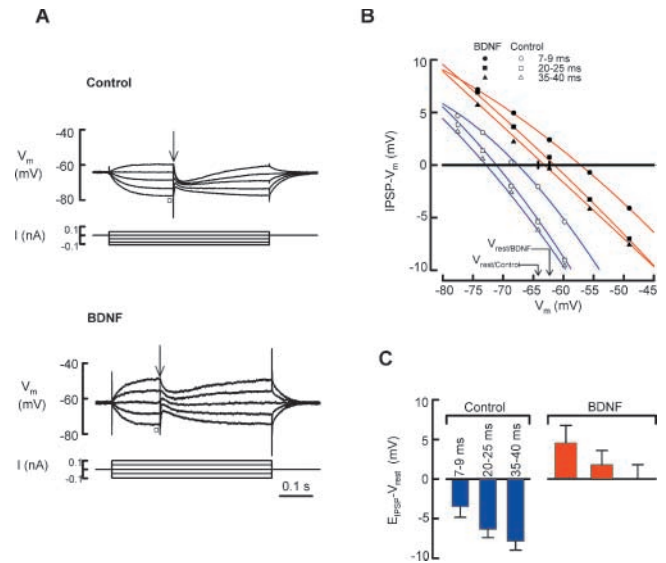 A
Control
-40
-60
-80
Vm
(mV)
I (nA)
0.1
-0.1
BDNF
-40
-60
-80
Vm
(mV)
I (nA)
0.1
-0.1
0.1 s
B
BDNF Control
7-9 ms
20-25 ms
35-40 ms
IPSP-Vm (mV)
10
5
0
-5
-10
Vrest/BDNF
Vrest/Control
-80 -75 -70 -65 -60 -55 -50 -45
Vm (mV)
C
Control BDNF
7-9 ms
20-25 ms
35-40 ms
EIPSP-Vrest (mV)
10
5
0
-5
-10